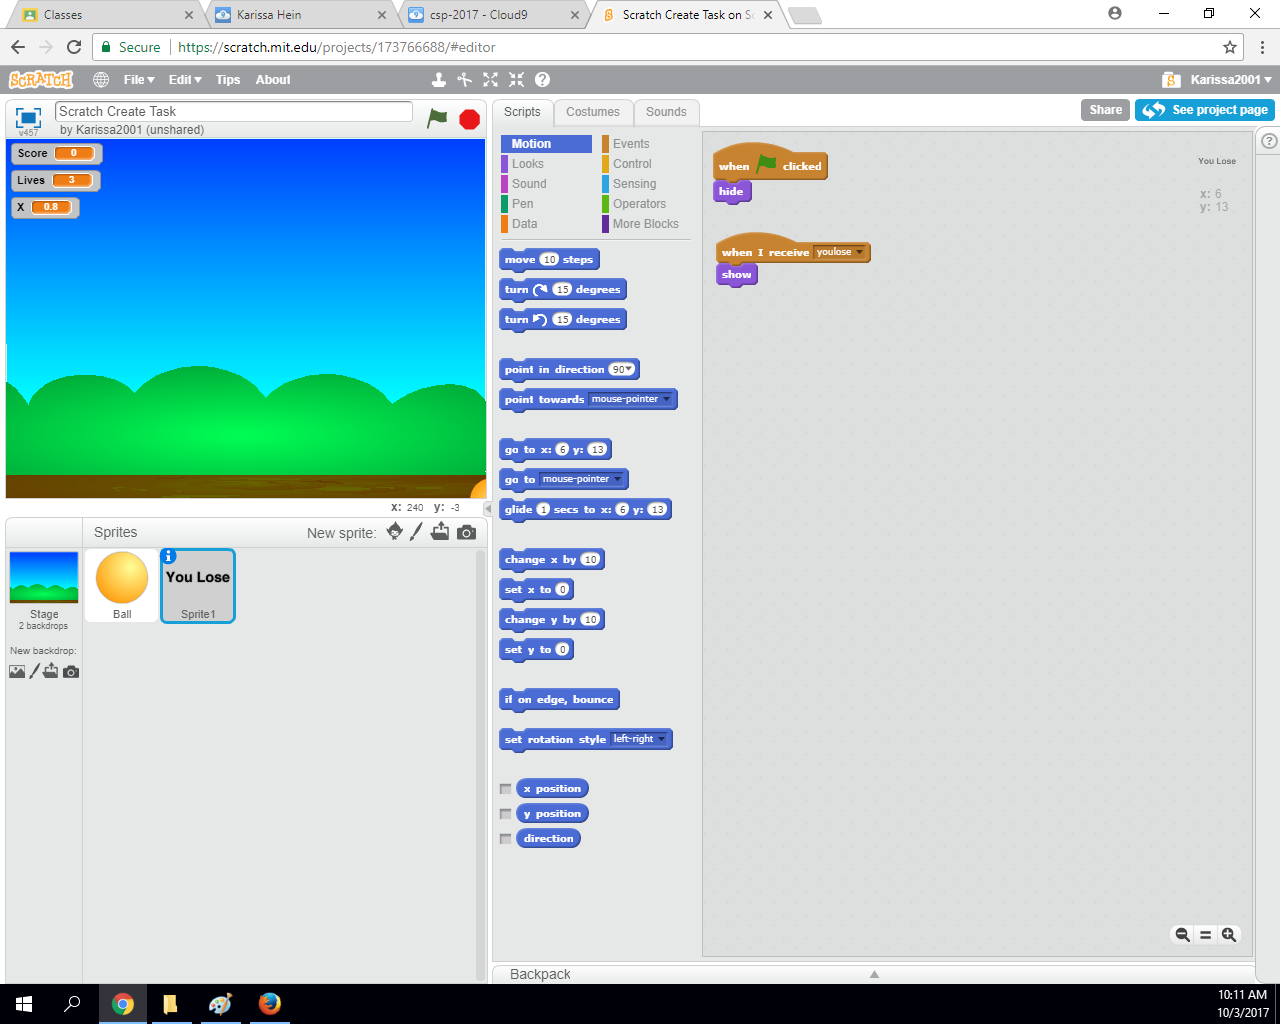 Classes
Karissa Hein
csp-2017 - Cloud9
Scratch Create Task on Sc
Secure https://scratch.mit.edu/projects/173766688/#editor
SCRATCH File Edit Tips About Karissa2001
Scratch Create Task
v457
by Karissa2001 (unshared)
Scripts Costumes Sounds
Share See project page
Score 0
Lives 3
X 0.8
x: 240 y: -3
Sprites New sprite:
Stage
2 backdrops
New backdrop:
Ball
You Lose
Sprite1
Motion Events
Looks Control
Sound Sensing
Pen Operators
Data More Blocks
move 10 steps
turn 15 degrees
turn 15 degrees
point in direction 90
point towards mouse-pointer
go to x: 6 y: 13
go to mouse-pointer
glide 1 secs to x: 6 y: 13
change x by 10
set x to 0
change y by 10
set y to 0
if on edge, bounce
set rotation style left-right
x position
y position
direction
when clicked
hide
when I receive youlose
show
You Lose
x: 6
y: 13
Backpack
10:11 AM
10/3/2017